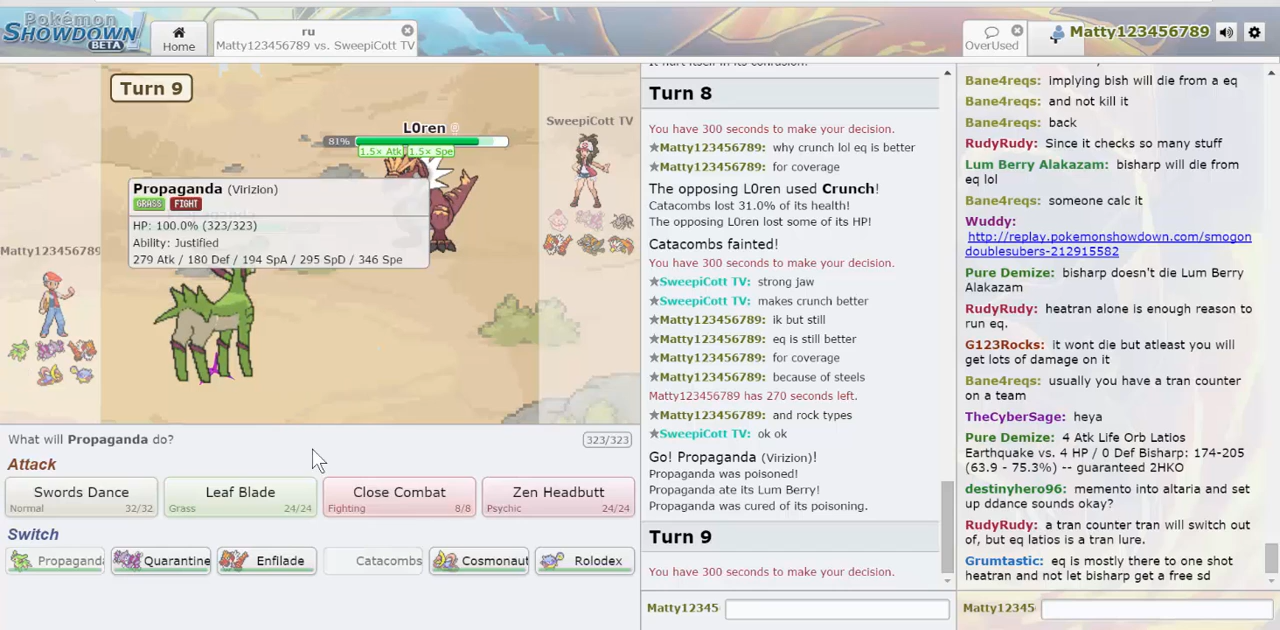 Pokémon
SHOWDOWN
BETA
Home
ru
Matty123456789 vs. SweepiCott TV
OverUsed
Matty123456789
Turn 9
L0ren
81%
1.5× Atk 1.5× Spe
SweepiCott TV
Propaganda (Virizion)
GRASS FIGHT
HP: 100.0% (323/323)
Ability: Justified
279 Atk / 180 Def / 194 SpA / 295 SpD / 346 Spe
Matty123456789
What will Propaganda do?
323/323
Attack
Swords Dance
Normal 32/32
Leaf Blade
Grass 24/24
Close Combat
Fighting 8/8
Zen Headbutt
Psychic 24/24
Switch
Propaganda
Quarantine
Enfilade
Catacombs
Cosmonaut
Rolodex
It hurt itself in its confusion!
Turn 8
You have 300 seconds to make your decision.
★Matty123456789: why crunch lol eq is better
★Matty123456789: for coverage
The opposing L0ren used Crunch!
Catacombs lost 31.0% of its health!
The opposing L0ren lost some of its HP!
Catacombs fainted!
You have 300 seconds to make your decision.
★SweepiCott TV: strong jaw
★SweepiCott TV: makes crunch better
★Matty123456789: ik but still
★Matty123456789: eq is still better
★Matty123456789: for coverage
★Matty123456789: because of steels
Matty123456789 has 270 seconds left.
★Matty123456789: and rock types
★SweepiCott TV: ok ok
Go! Propaganda (Virizion)!
Propaganda was poisoned!
Propaganda ate its Lum Berry!
Propaganda was cured of its poisoning.
Turn 9
You have 300 seconds to make your decision.
Matty12345
Bane4reqs: implying bish will die from a eq
Bane4reqs: and not kill it
Bane4reqs: back
RudyRudy: Since it checks so many stuff
Lum Berry Alakazam: bisharp will die from
eq lol
Bane4reqs: someone calc it
Wuddy:
http://replay.pokemonshowdown.com/smogon
doublesubers-212915582
Pure Demize: bisharp doesn't die Lum Berry
Alakazam
RudyRudy: heatran alone is enough reason to
run eq.
G123Rocks: it wont die but atleast you will
get lots of damage on it
Bane4reqs: usually you have a tran counter
on a team
TheCyberSage: heya
Pure Demize: 4 Atk Life Orb Latios
Earthquake vs. 4 HP / 0 Def Bisharp: 174-205
(63.9 - 75.3%) -- guaranteed 2HKO
destinyhero96: memento into altaria and set
up ddance sounds okay?
RudyRudy: a tran counter tran will switch out
of, but eq latios is a tran lure.
Grumtastic: eq is mostly there to one shot
heatran and not let bisharp get a free sd
Matty12345